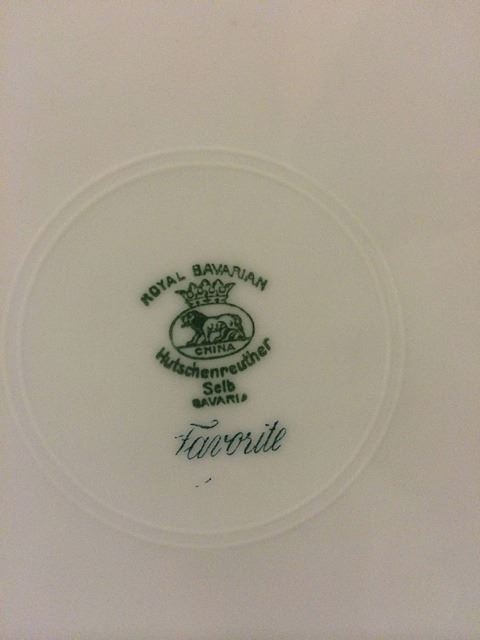 ROYAL BAVARIAN
CHINA
Hutschenreuther
Selb
BAVARIA
Favorite